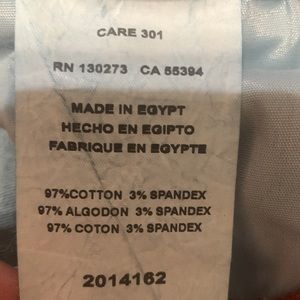 CARE 301
RN 130273 CA 55394
MADE IN EGYPT
HECHO EN EGIPTO
FABRIQUE EN EGYPTE
97%COTTON 3% SPANDEX
97% ALGODON 3% SPANDEX
97% COTON 3% SPANDEX
2014162